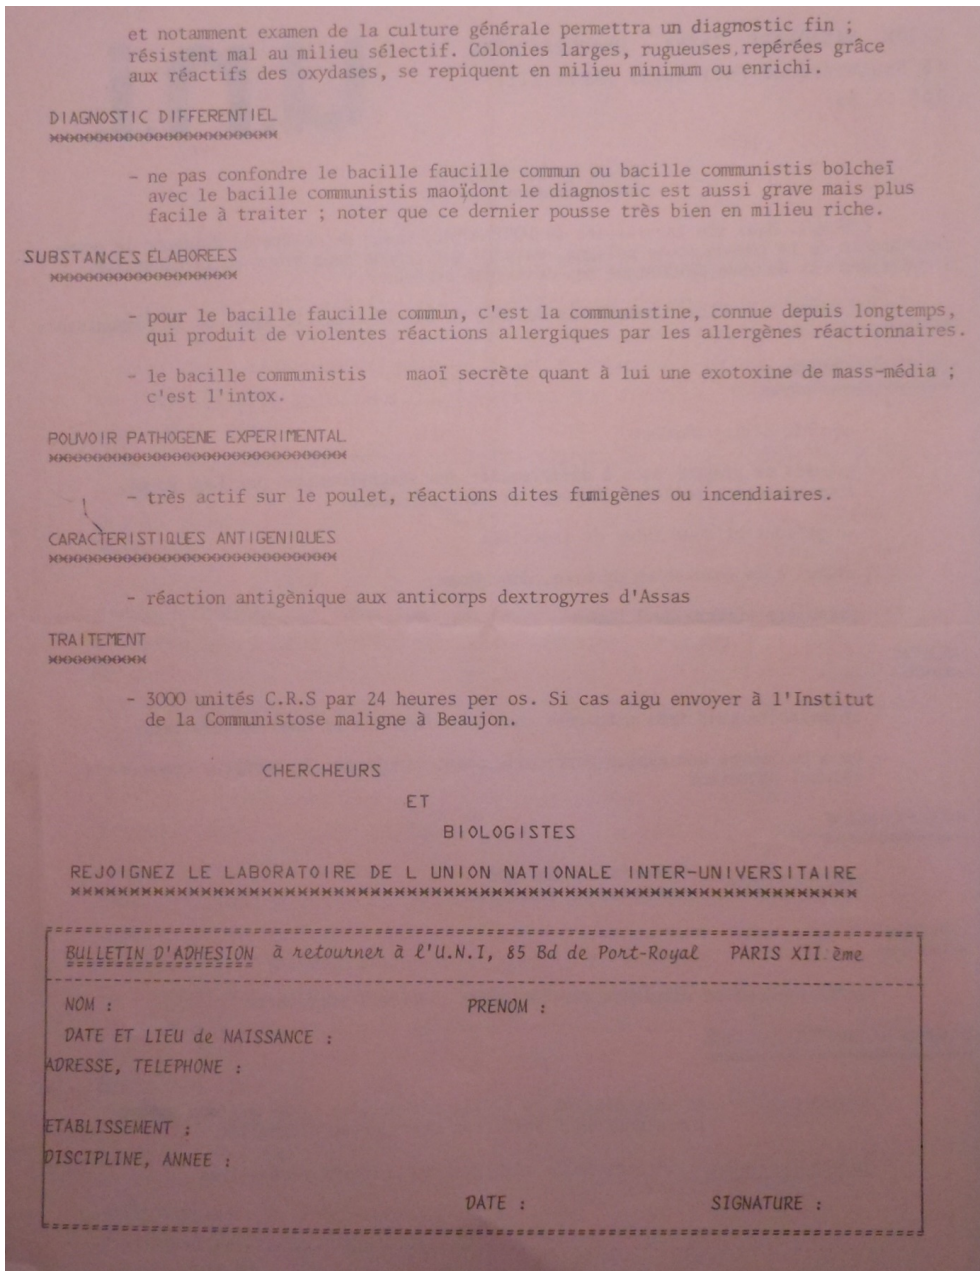 et notamment examen de la culture générale permettra un diagnostic fin ;
résistent mal au milieu sélectif. Colonies larges, rugueuses, repérées grâce
aux réactifs des oxydases, se repiquent en milieu minimum ou enrichi.
DIAGNOSTIC DIFFERENTIEL
- ne pas confondre le bacille faucille commun ou bacille communistis bolcheï
avec le bacille communistis maoïdont le diagnostic est aussi grave mais plus
facile à traiter ; noter que ce dernier pousse très bien en milieu riche.
SUBSTANCES ÉLABOREES
- pour le bacille faucille commun, c'est la communistine, connue depuis longtemps,
qui produit de violentes réactions allergiques par les allergènes réactionnaires.
- le bacille communistis maoï secrète quant à lui une exotoxine de mass-média ;
c'est l'intox.
POUVOIR PATHOGENE EXPERIMENTAL
- très actif sur le poulet, réactions dites fumigènes ou incendiaires.
CARACTERISTIQUES ANTIGENIQUES
- réaction antigènique aux anticorps dextrogyres d'Assas
TRAITEMENT
- 3000 unités C.R.S par 24 heures per os. Si cas aigu envoyer à l'Institut
de la Communistose maligne à Beaujon.
CHERCHEURS
ET
BIOLOGISTES
REJOIGNEZ LE LABORATOIRE DE L UNION NATIONALE INTER-UNIVERSITAIRE
BULLETIN D'ADHESION à retourner à l'U.N.I, 85 Bd de Port-Royal PARIS XII ème
NOM : PRENOM :
DATE ET LIEU de NAISSANCE :
ADRESSE, TELEPHONE :
ETABLISSEMENT :
DISCIPLINE, ANNEE :
DATE : SIGNATURE :